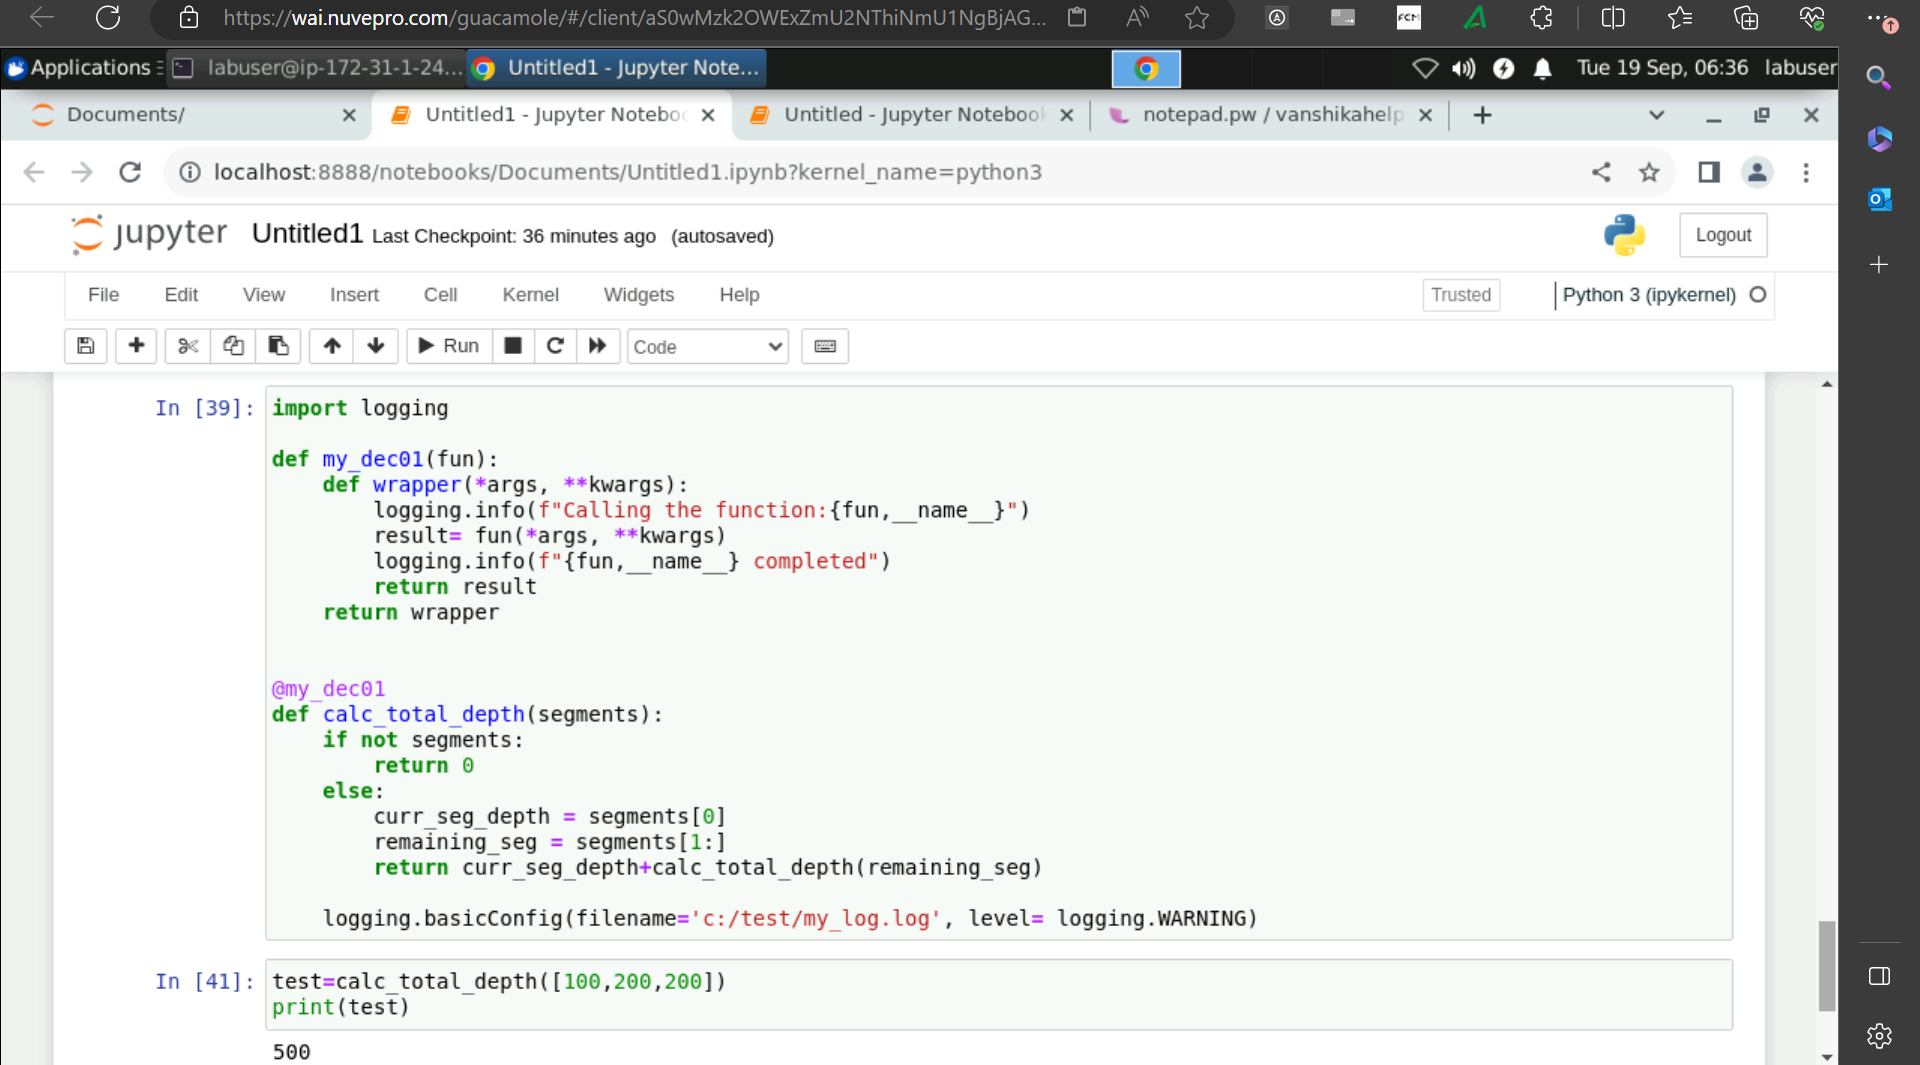 https://wai.nuvepro.com/guacamole/#/client/aS0wMzk2OWExZmU2NThiNmU1NgBjAG...
FCM
Applications
labuser@ip-172-31-1-24...
Untitled1 - Jupyter Note...
Tue 19 Sep, 06:36 labuser
Documents/
Untitled1 - Jupyter Noteboo
Untitled - Jupyter Notebook
notepad.pw / vanshikahelp
localhost:8888/notebooks/Documents/Untitled1.ipynb?kernel_name=python3
jupyter Untitled1 Last Checkpoint: 36 minutes ago (autosaved)
Logout
File Edit View Insert Cell Kernel Widgets Help
Trusted
Python 3 (ipykernel)
Run
Code
In [39]: import logging
def my_dec01(fun):
    def wrapper(*args, **kwargs):
        logging.info(f"Calling the function:{fun,__name__}")
        result= fun(*args, **kwargs)
        logging.info(f"{fun,__name__} completed")
        return result
    return wrapper
@my_dec01
def calc_total_depth(segments):
    if not segments:
        return 0
    else:
        curr_seg_depth = segments[0]
        remaining_seg = segments[1:]
        return curr_seg_depth+calc_total_depth(remaining_seg)
    logging.basicConfig(filename='c:/test/my_log.log', level= logging.WARNING)
In [41]: test=calc_total_depth([100,200,200])
print(test)
500